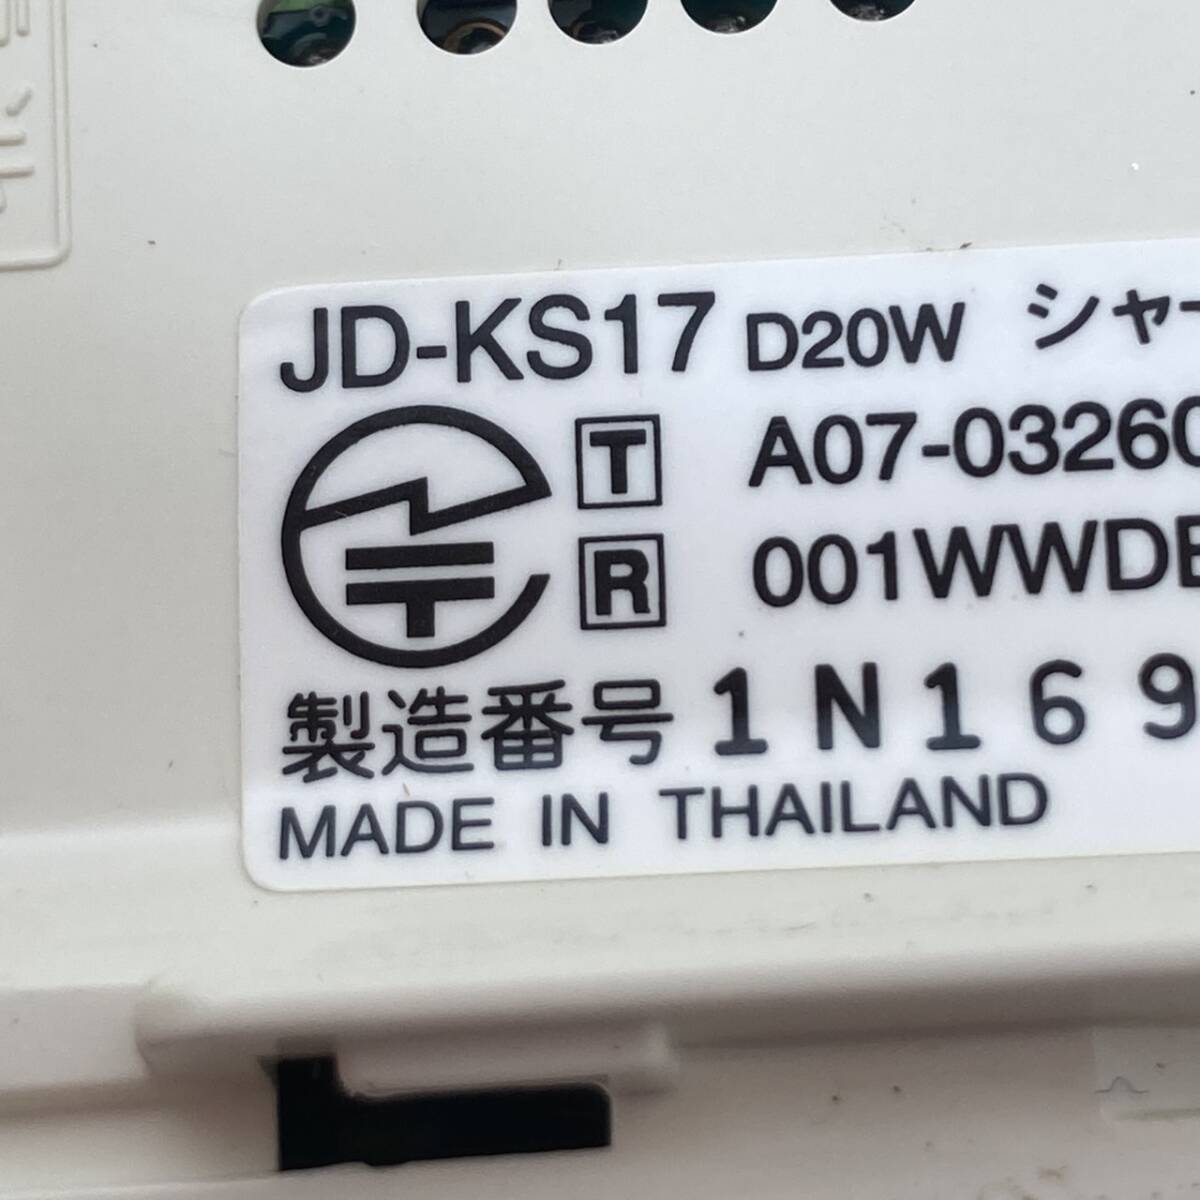 JD-KS17 D20W シャー
T A07-03260
R 001WWDE
製造番号 1N169
MADE IN THAILAND